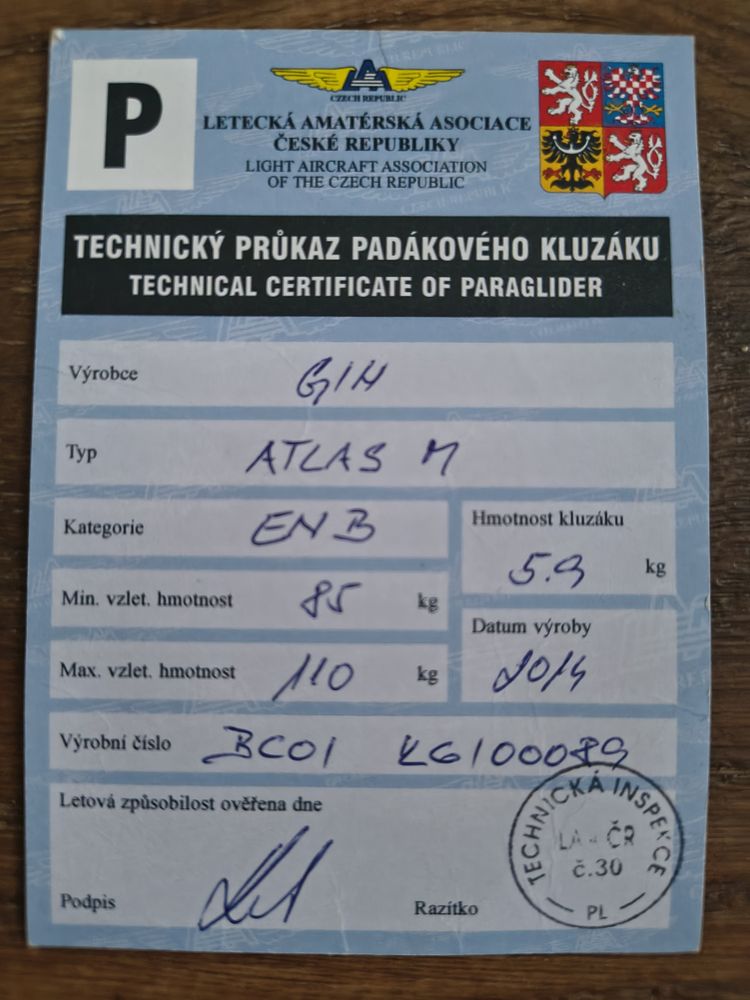 P
CZECH REPUBLIC
LETECKÁ AMATÉRSKÁ ASOCIACE
ČESKÉ REPUBLIKY
LIGHT AIRCRAFT ASSOCIATION
OF THE CZECH REPUBLIC
TECHNICKÝ PRŮKAZ PADÁKOVÉHO KLUZÁKU
TECHNICAL CERTIFICATE OF PARAGLIDER
Výrobce GIN
Typ ATLAS M
Kategorie EN B
Hmotnost kluzáku
5.9 kg
Min. vzlet. hmotnost 85 kg
Datum výroby
2014
Max. vzlet. hmotnost 110 kg
Výrobní číslo BC01 KG100089
Letová způsobilost ověřena dne
TECHNICKÁ INSPEKCE
LA ČR
č.30
PL
Podpis
Razítko